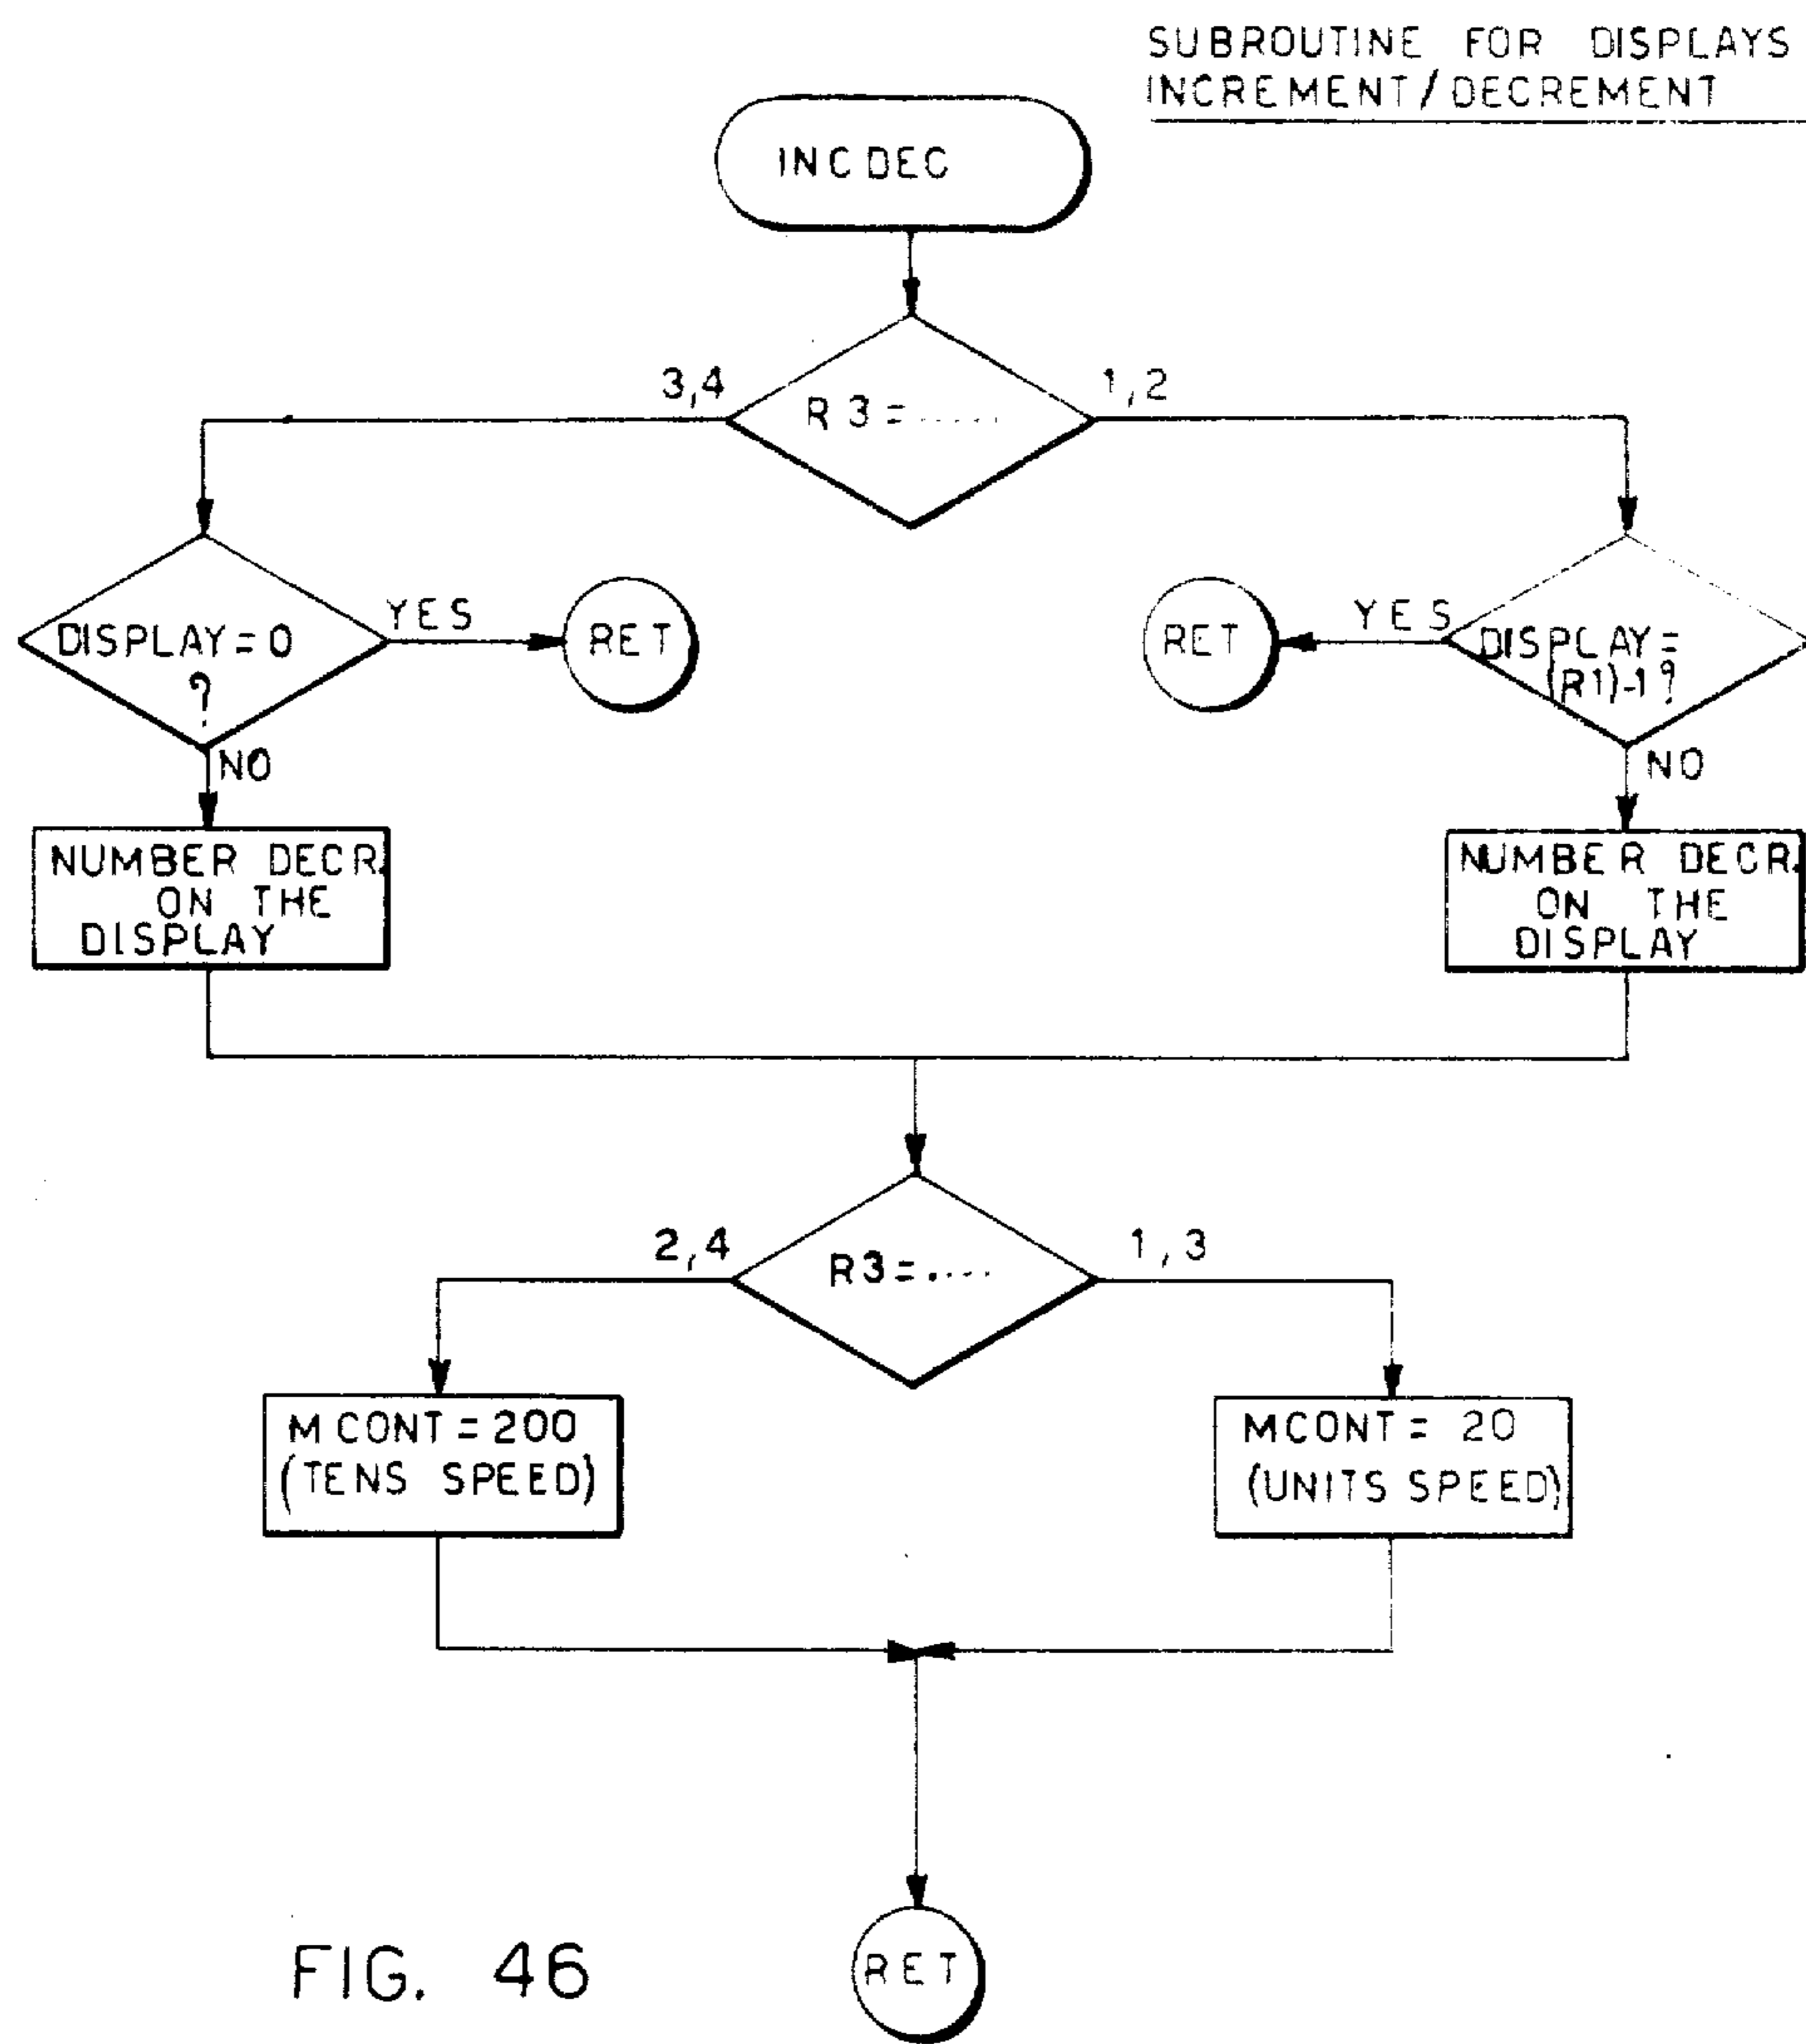 SUBROUTINE FOR DISPLAYS
INCREMENT/DECREMENT
INCDEC
3,4
R3=.....
1,2
DISPLAY=0
?
YES
RET
RET
YES
DISPLAY=
(R1)-1?
NO
NO
NUMBER DECR.
ON THE
DISPLAY
NUMBER DECR.
ON THE
DISPLAY
2,4
R3=.....
1,3
MCONT=200
(TENS SPEED)
MCONT= 20
(UNITS SPEED)
RET
FIG. 46